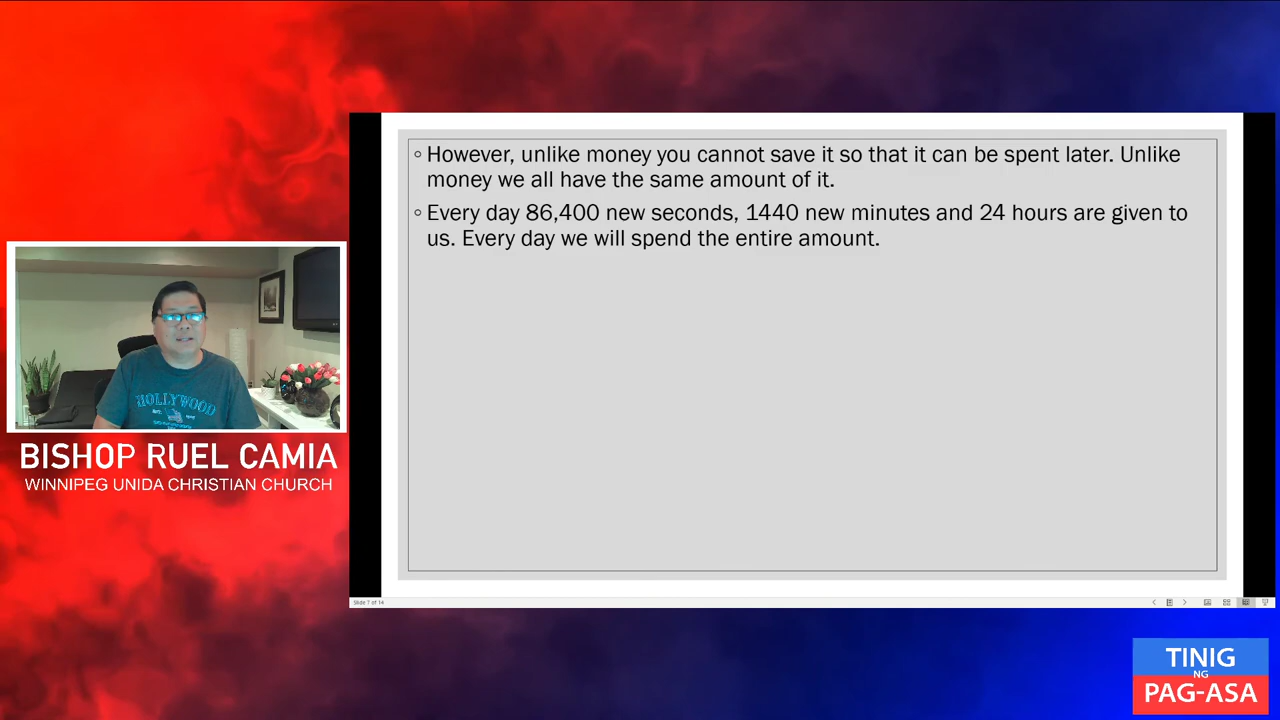 ◦ However, unlike money you cannot save it so that it can be spent later. Unlike
money we all have the same amount of it.
◦ Every day 86,400 new seconds, 1440 new minutes and 24 hours are given to
us. Every day we will spend the entire amount.
HOLLYWOOD
BISHOP RUEL CAMIA
WINNIPEG UNIDA CHRISTIAN CHURCH
Slide 7 of 14
TINIG
NG
PAG-ASA